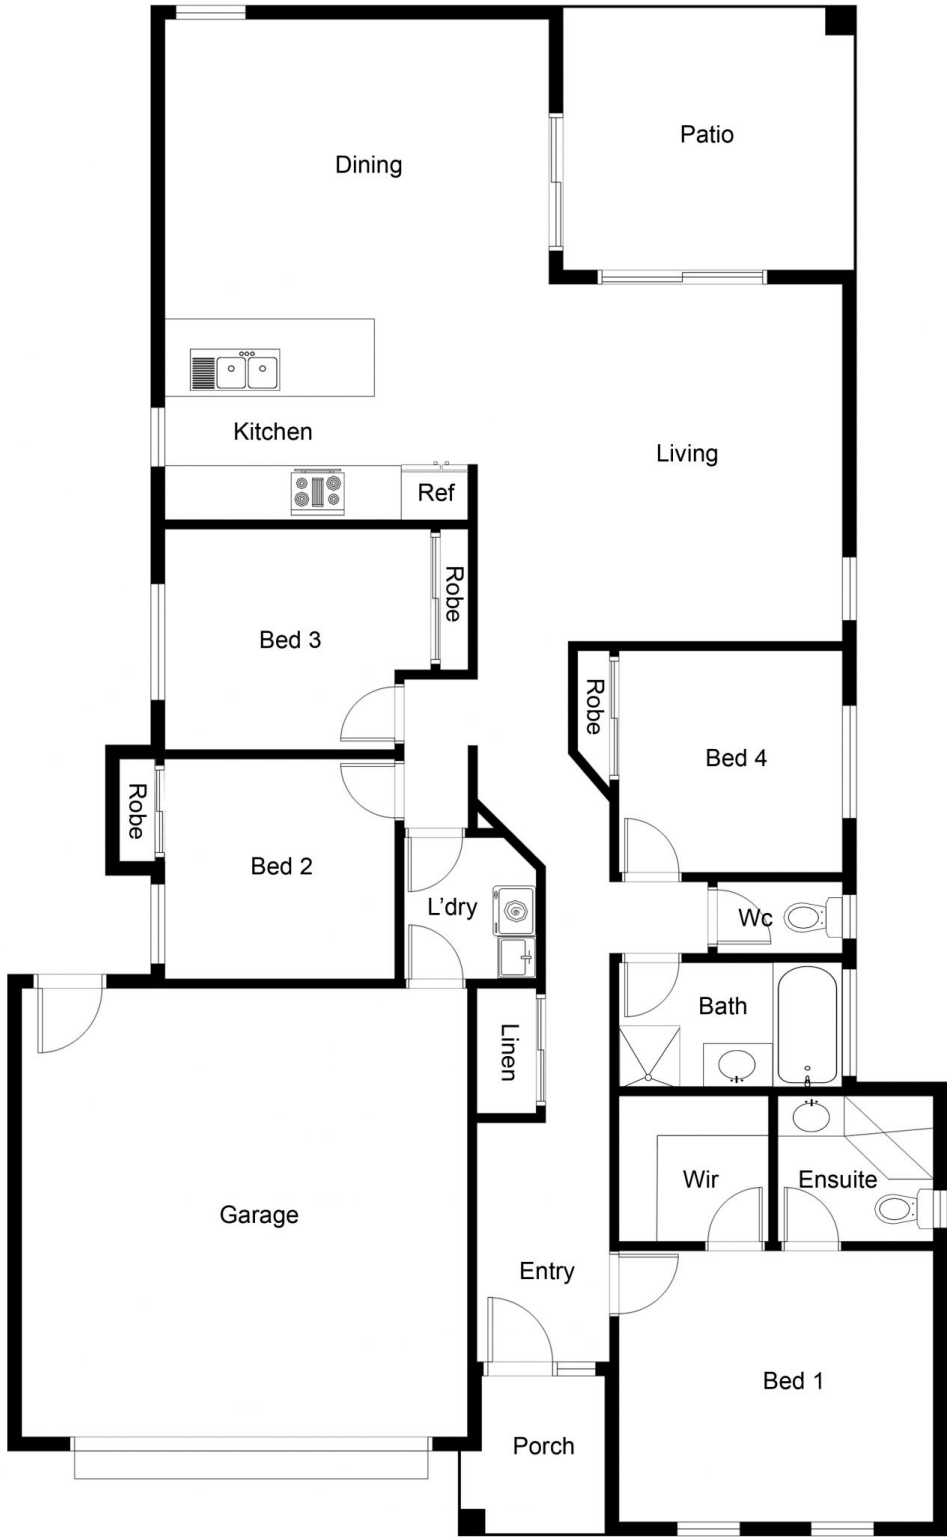 Patio
Dining
Kitchen
Living
Ref
Robe
Bed 3
Robe
Bed 4
Robe
Bed 2
L'dry
Wc
Bath
Linen
Wir
Ensuite
Garage
Entry
Bed 1
Porch